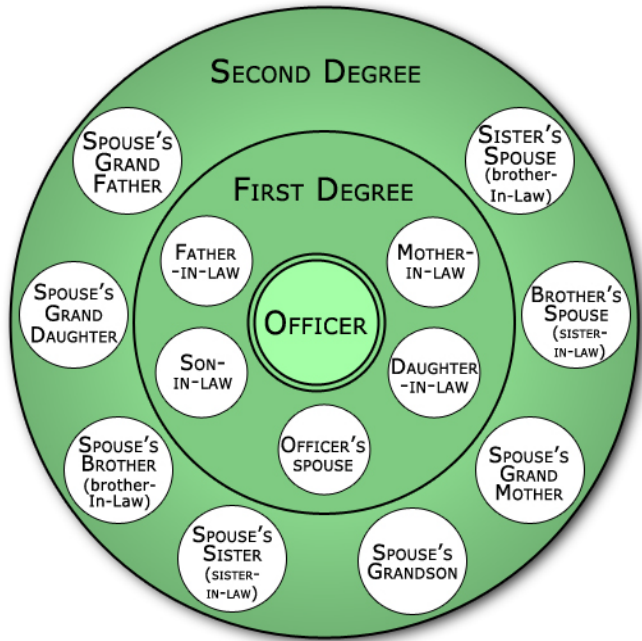 SECOND DEGREE
SPOUSE'S
GRAND
FATHER
SISTER'S
SPOUSE
(brother-
In-Law)
FIRST DEGREE
FATHER
-IN-LAW
MOTHER-
IN-LAW
SPOUSE'S
GRAND
DAUGHTER
OFFICER
BROTHER'S
SPOUSE
(SISTER-
IN-LAW)
SON-
IN-LAW
DAUGHTER
-IN-LAW
SPOUSE'S
BROTHER
(brother-
In-Law)
OFFICER'S
SPOUSE
SPOUSE'S
GRAND
MOTHER
SPOUSE'S
SISTER
(SISTER-
IN-LAW)
SPOUSE'S
GRANDSON